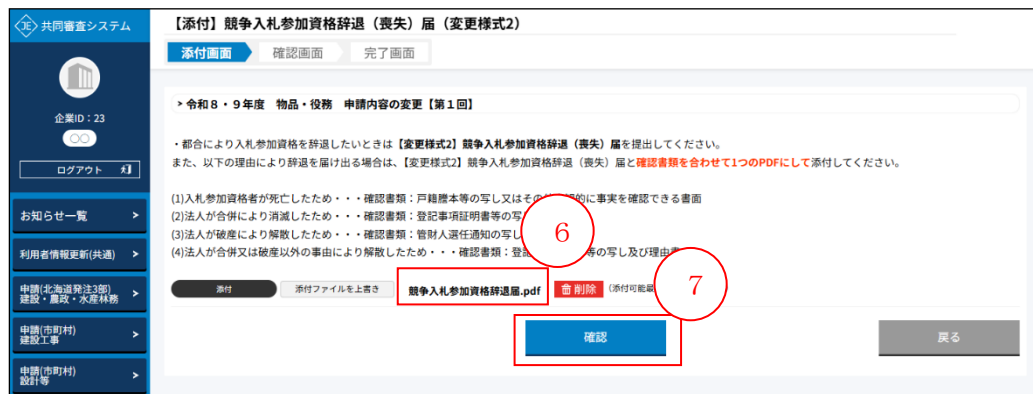 共同審査システム
企業ID：23
○○
ログアウト
お知らせ一覧 >
利用者情報更新(共通) >
申請(北海道発注3部)
建設・農政・水産林務 >
申請(市町村)
建設工事 >
申請(市町村)
設計等 >
【添付】競争入札参加資格辞退（喪失）届（変更様式2）
添付画面 確認画面 完了画面
> 令和８・９年度 物品・役務 申請内容の変更【第１回】
・都合により入札参加資格を辞退したいときは【変更様式2】競争入札参加資格辞退（喪失）届を提出してください。
また、以下の理由により辞退を届け出る場合は、【変更様式2】競争入札参加資格辞退（喪失）届と確認書類を合わせて1つのPDFにして添付してください。
(1)入札参加資格者が死亡したため・・・確認書類：戸籍謄本等の写し又はその 的に事実を確認できる書面
(2)法人が合併により消滅したため・・・確認書類：登記事項証明書等の写
(3)法人が破産により解散したため・・・確認書類：管財人選任通知の写し
(4)法人が合併又は破産以外の事由により解散したため・・・確認書類：登記 等の写し及び理由
6
添付 添付ファイルを上書き 競争入札参加資格辞退届.pdf 削除 (添付可能
7
確認 戻る